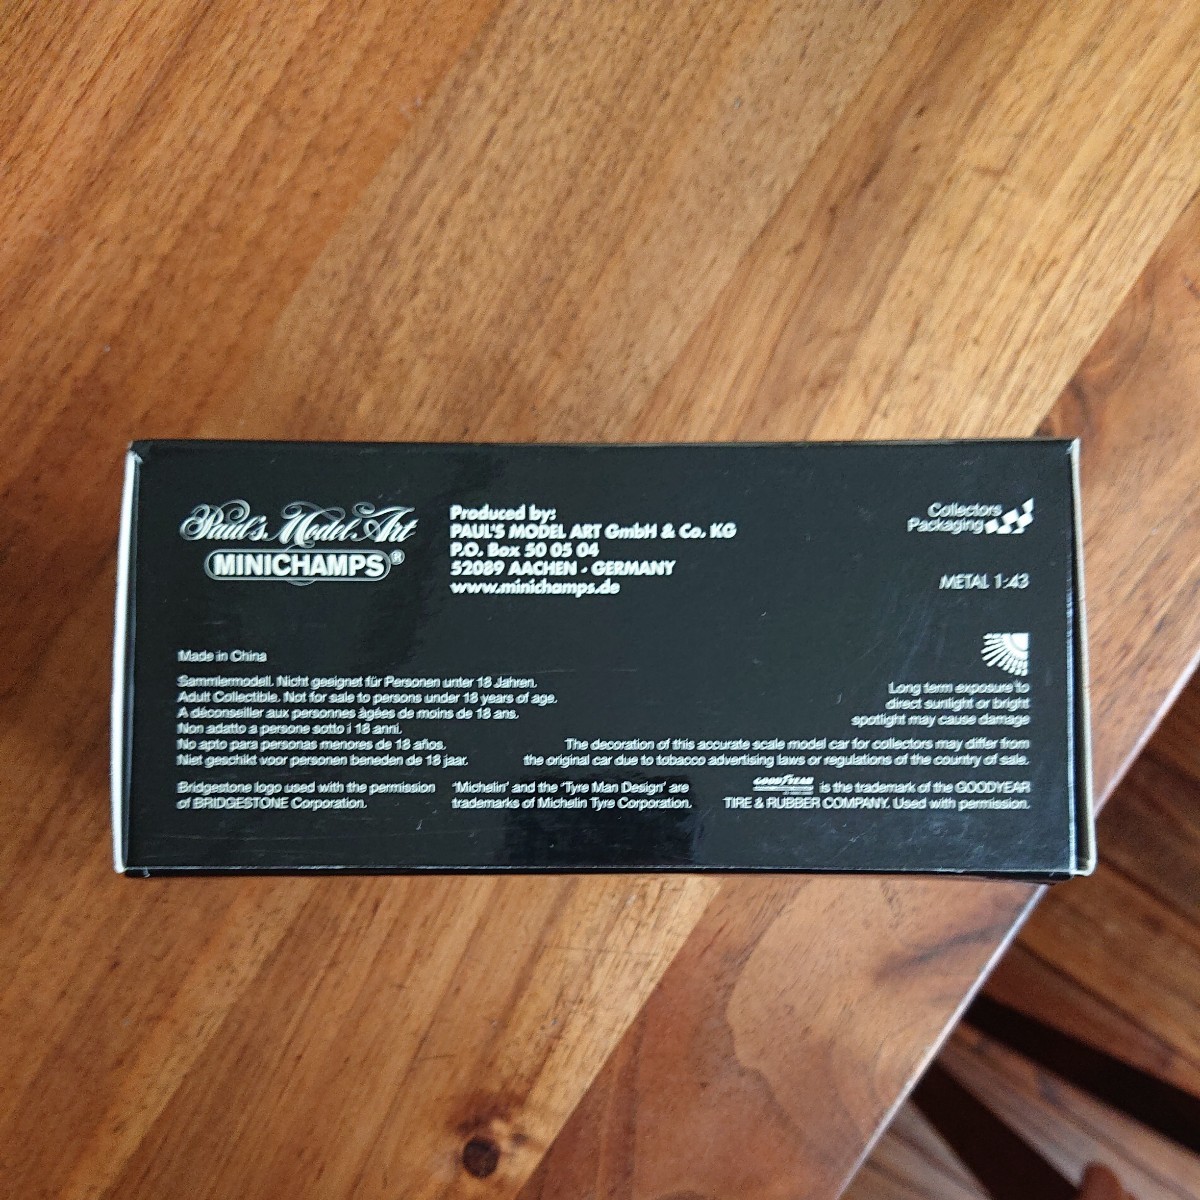 Paul's Model Art
MINICHAMPS®
Produced by:
PAUL'S MODEL ART GmbH & Co. KG
P.O. Box 50 05 04
52089 AACHEN · GERMANY
www.minichamps.de
Collectors
Packaging
METAL 1:43
Made in China
Sammlermodell. Nicht geeignet für Personen unter 18 Jahren.
Adult Collectible. Not for sale to persons under 18 years of age.
A déconseiller aux personnes âgées de moins de 18 ans.
Non adatto a persone sotto i 18 anni.
No apto para personas menores de 18 años.
Niet geschikt voor personen beneden de 18 jaar.
Long term exposure to
direct sunlight or bright
spotlight may cause damage
The decoration of this accurate scale model car for collectors may differ from
the original car due to tobacco advertising laws or regulations of the country of sale.
Bridgestone logo used with the permission
of BRIDGESTONE Corporation.
'Michelin' and the 'Tyre Man Design' are
trademarks of Michelin Tyre Corporation.
GOODYEAR is the trademark of the GOODYEAR
TIRE & RUBBER COMPANY. Used with permission.